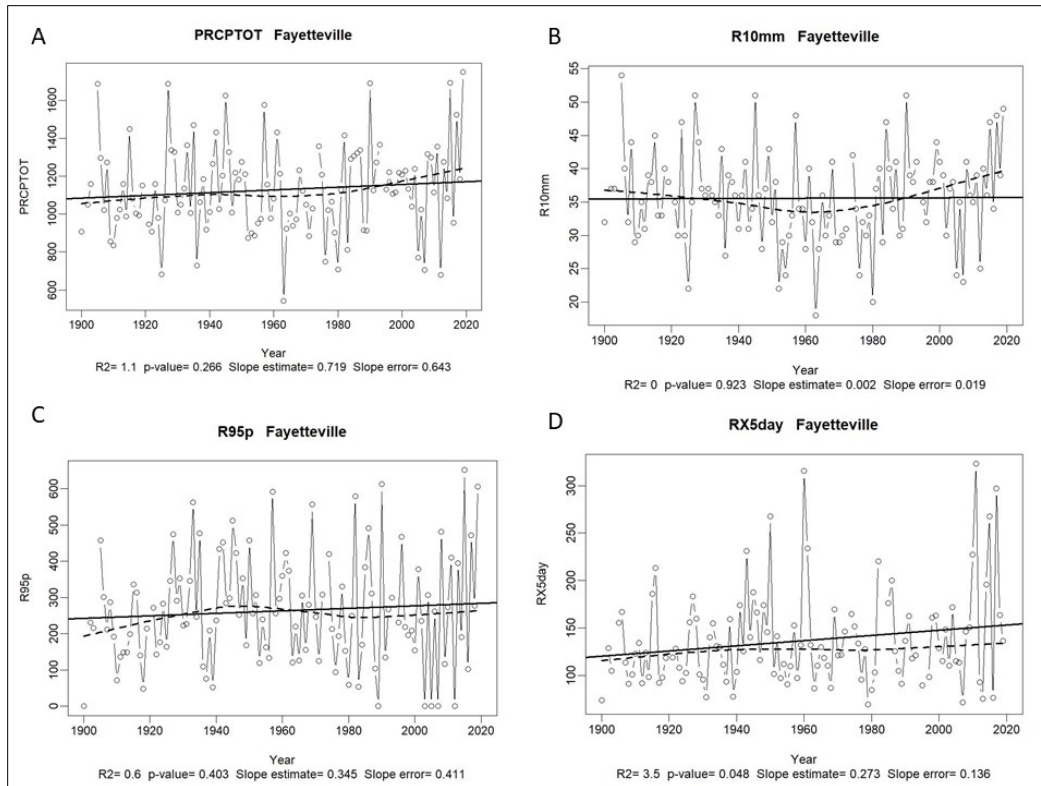 A
PRCPTOT Fayetteville
PRCPTOT
600 800 1000 1200 1400 1600
1900 1920 1940 1960 1980 2000 2020
Year
R2= 1.1 p-value= 0.266 Slope estimate= 0.719 Slope error= 0.643
B
R10mm Fayetteville
R10mm
20 25 30 35 40 45 50 55
1900 1920 1940 1960 1980 2000 2020
Year
R2= 0 p-value= 0.923 Slope estimate= 0.002 Slope error= 0.019
C
R95p Fayetteville
R95p
0 100 200 300 400 500 600
1900 1920 1940 1960 1980 2000 2020
Year
R2= 0.6 p-value= 0.403 Slope estimate= 0.345 Slope error= 0.411
D
RX5day Fayetteville
RX5day
100 150 200 250 300
1900 1920 1940 1960 1980 2000 2020
Year
R2= 3.5 p-value= 0.048 Slope estimate= 0.273 Slope error= 0.136